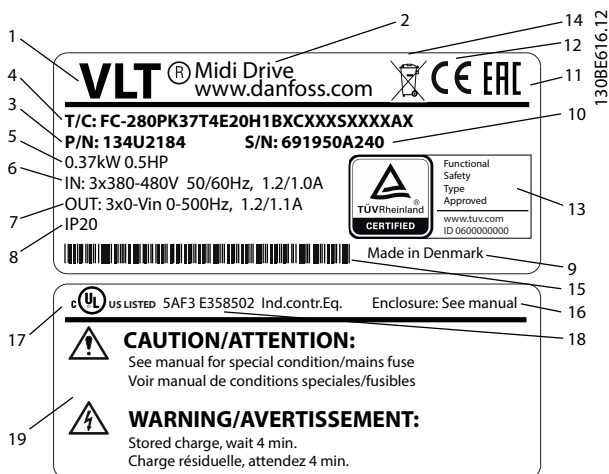 1
2
14
12
130BE616.12
VLT ® Midi Drive
www.danfoss.com
CE EAC
11
4
T/C: FC-280PK37T4E20H1BXCXXXSXXXXAX
3
P/N: 134U2184 S/N: 691950A240
10
5
0.37kW 0.5HP
6
IN: 3x380-480V 50/60Hz, 1.2/1.0A
7
OUT: 3x0-Vin 0-500Hz, 1.2/1.1A
8
IP20
TÜVRheinland ®
CERTIFIED
Functional
Safety
Type
Approved
www.tuv.com
ID 0600000000
13
Made in Denmark
9
15
17
c UL US LISTED 5AF3 E358502 Ind.contr.Eq. Enclosure: See manual
16
18
CAUTION/ATTENTION:
See manual for special condition/mains fuse
Voir manual de conditions speciales/fusibles
19
WARNING/AVERTISSEMENT:
Stored charge, wait 4 min.
Charge résiduelle, attendez 4 min.